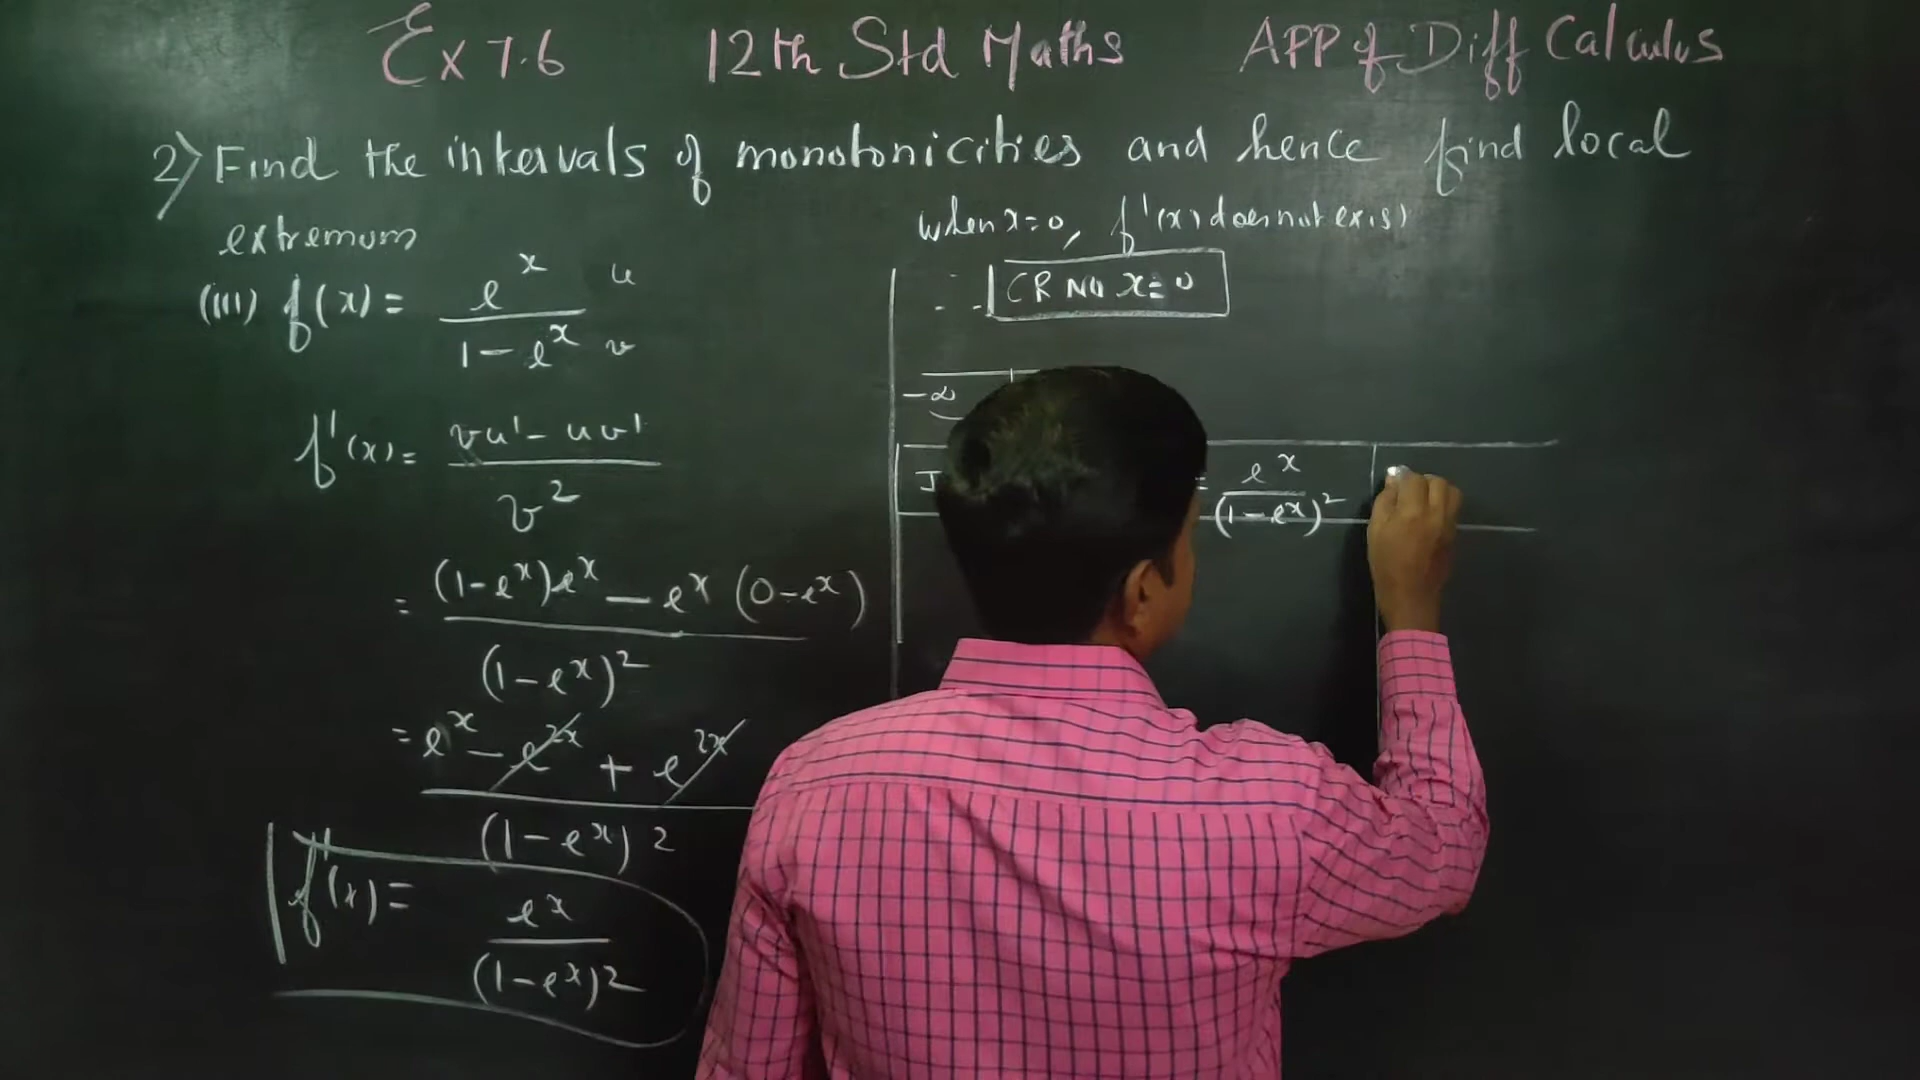 Ex 7.6 12th Std Maths APP of Diff Calculus
2) Find the intervals of monotonicities and hence find local
extremum
(iii) f(x) = e^x / (1 - e^x) u v
f'(x) = (vu' - uv') / v^2
= ((1-e^x)e^x - e^x (0-e^x)) / (1-e^x)^2
= (e^x - e^2x + e^2x) / (1-e^x)^2
f'(x) = e^x / (1-e^x)^2
when x=0, f'(x) does not exis)
∴ CR No x = 0
-∞
I = e^x / (1-e^x)^2